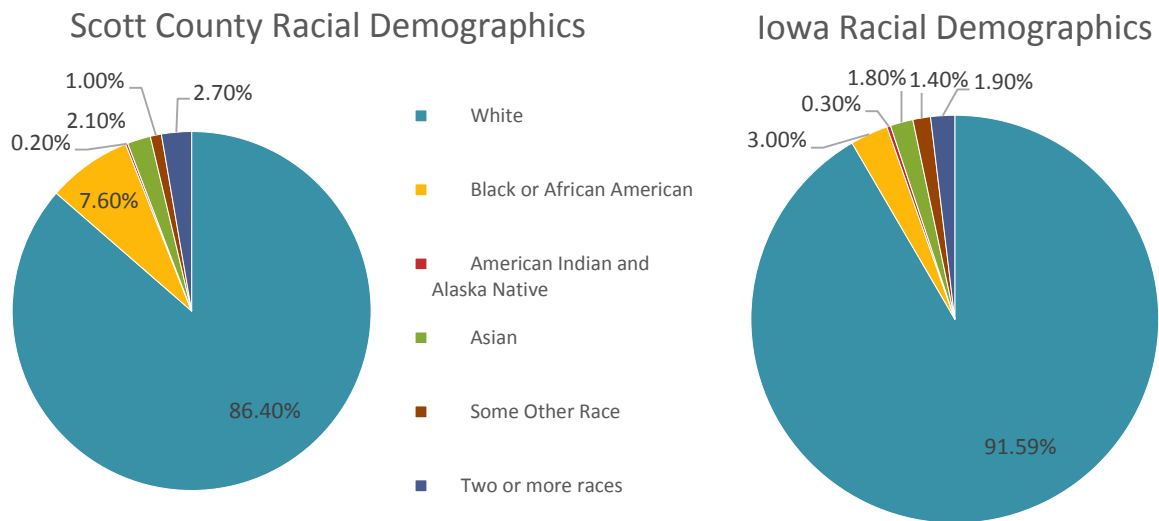 Scott County Racial Demographics
1.00%
2.70%
2.10%
0.20%
7.60%
86.40%
White
Black or African American
American Indian and
Alaska Native
Asian
Some Other Race
Two or more races
Iowa Racial Demographics
1.80%
1.40%
1.90%
0.30%
3.00%
91.59%